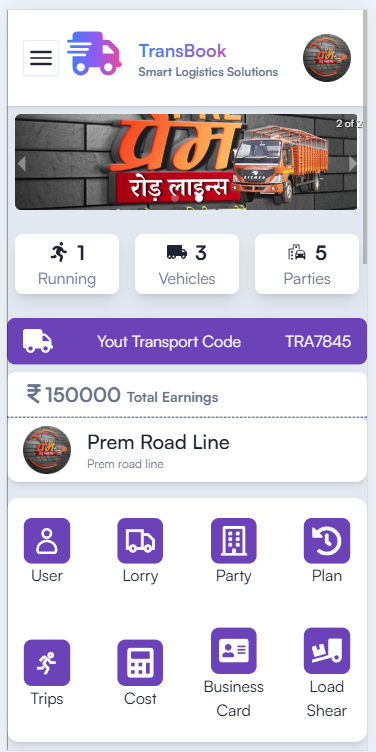 TransBook
Smart Logistics Solutions
2 of 2
प्रेम
रोड़ लाइन्स
1
Running
3
Vehicles
5
Parties
Yout Transport Code TRA7845
₹ 150000 Total Earnings
Prem Road Line
Prem road line
User
Lorry
Party
Plan
Trips
Cost
Business
Card
Load
Shear